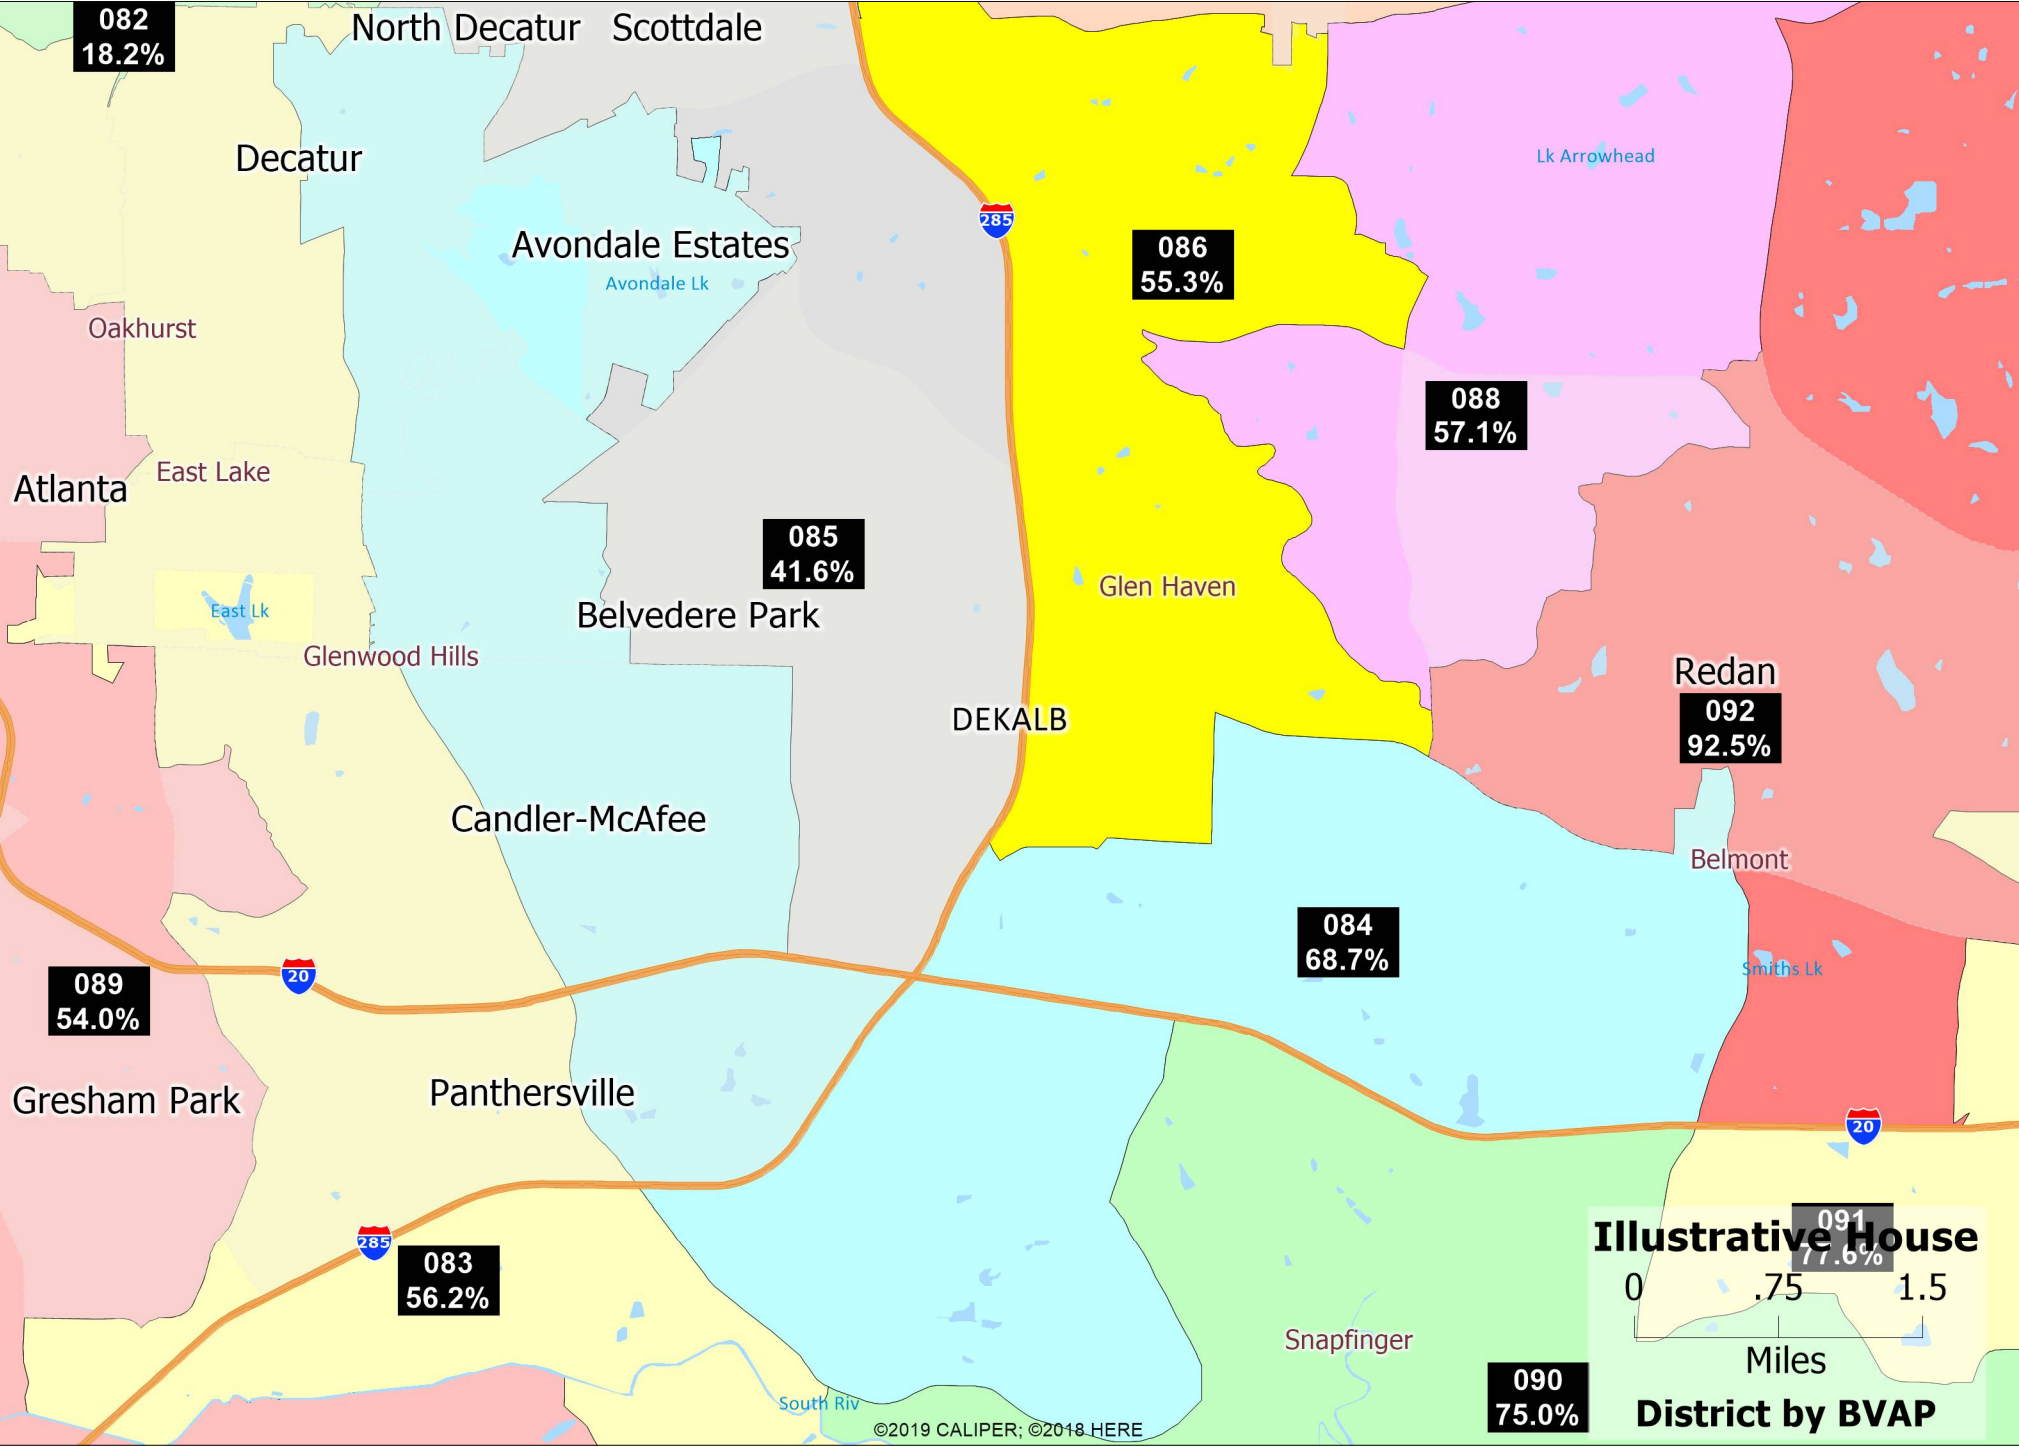 082
18.2%
North Decatur
Scottdale
Decatur
Lk Arrowhead
285
Avondale Estates
Avondale Lk
086
55.3%
Oakhurst
088
57.1%
East Lake
Atlanta
085
41.6%
East Lk
Glen Haven
Belvedere Park
Glenwood Hills
Redan
092
92.5%
DEKALB
Candler-McAfee
Belmont
084
68.7%
Smiths Lk
20
089
54.0%
Gresham Park
Panthersville
20
285
083
56.2%
091
77.6%
Illustrative House
0 .75 1.5
Miles
Snapfinger
090
75.0%
South Riv
District by BVAP
©2019 CALIPER; ©2018 HERE